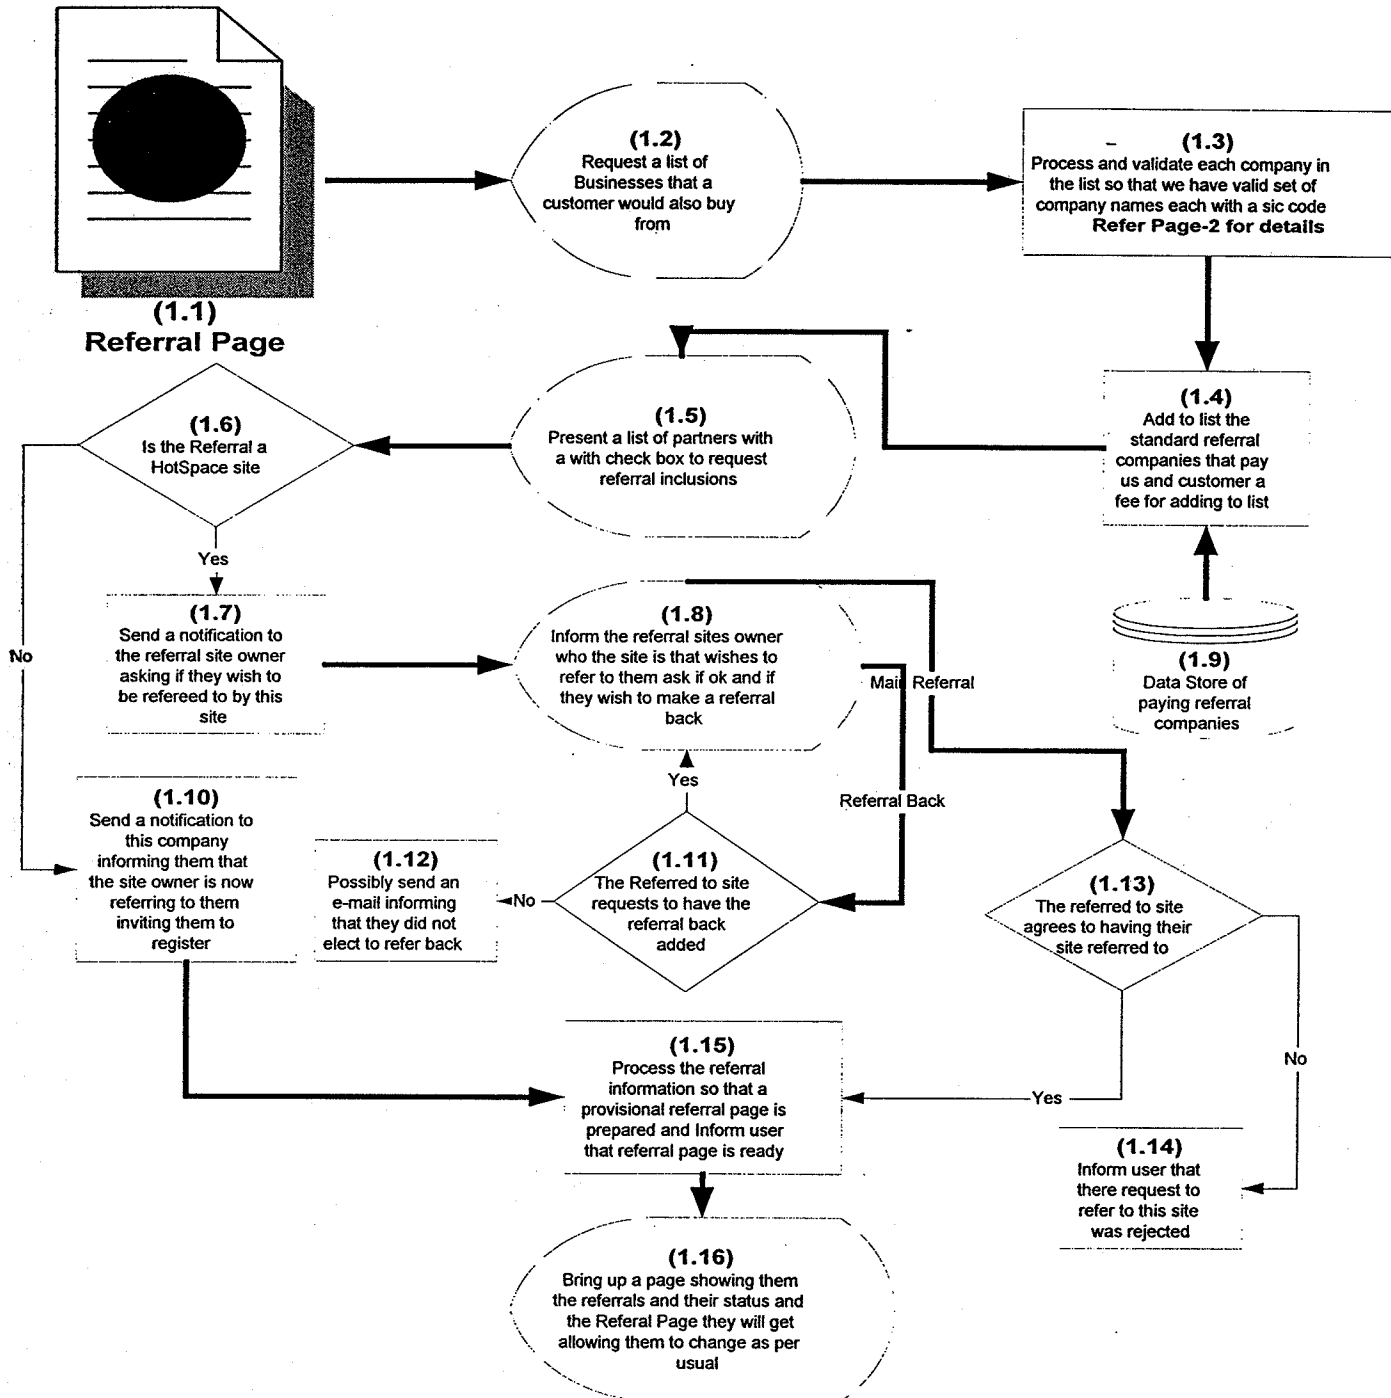 (1.1)
Referral Page
(1.2)
Request a list of
Businesses that a
customer would also buy
from
(1.3)
Process and validate each company in
the list so that we have valid set of
company names each with a sic code
Refer Page-2 for details
(1.4)
Add to list the
standard referral
companies that pay
us and customer a
fee for adding to list
(1.5)
Present a list of partners with
a with check box to request
referral inclusions
(1.6)
Is the Referral a
HotSpace site
Yes
No
(1.7)
Send a notification to
the referral site owner
asking if they wish to
be refereed to by this
site
(1.8)
Inform the referral sites owner
who the site is that wishes to
refer to them ask if ok and if
they wish to make a referral
back
Main Referral
Referral Back
(1.9)
Data Store of
paying referral
companies
(1.10)
Send a notification to
this company
informing them that
the site owner is now
referring to them
inviting them to
register
(1.11)
The Referred to site
requests to have the
referral back
added
Yes
No
(1.12)
Possibly send an
e-mail informing
that they did not
elect to refer back
(1.13)
The referred to site
agrees to having their
site referred to
Yes
No
(1.14)
Inform user that
there request to
refer to this site
was rejected
(1.15)
Process the referral
information so that a
provisional referral page is
prepared and Inform user
that referral page is ready
(1.16)
Bring up a page showing them
the referrals and their status and
the Referal Page they will get
allowing them to change as per
usual